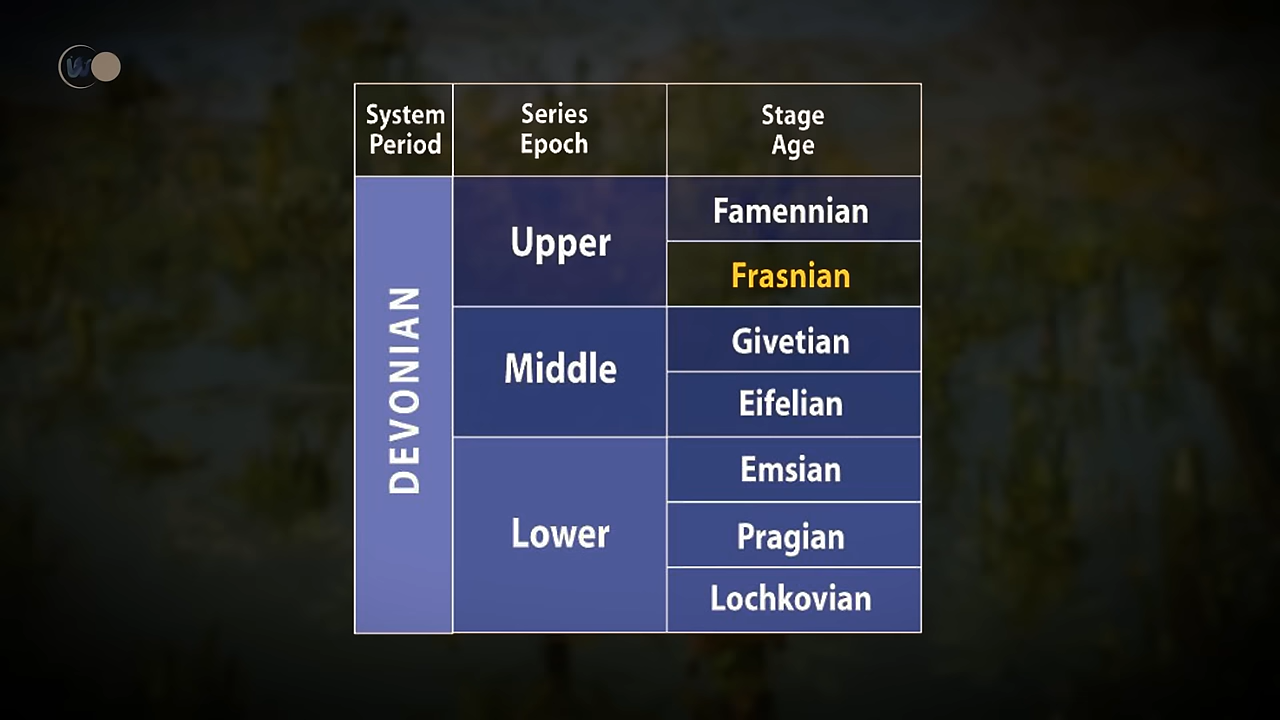 System
Period
Series
Epoch
Stage
Age
DEVONIAN
Upper
Famennian
Frasnian
Middle
Givetian
Eifelian
Lower
Emsian
Pragian
Lochkovian